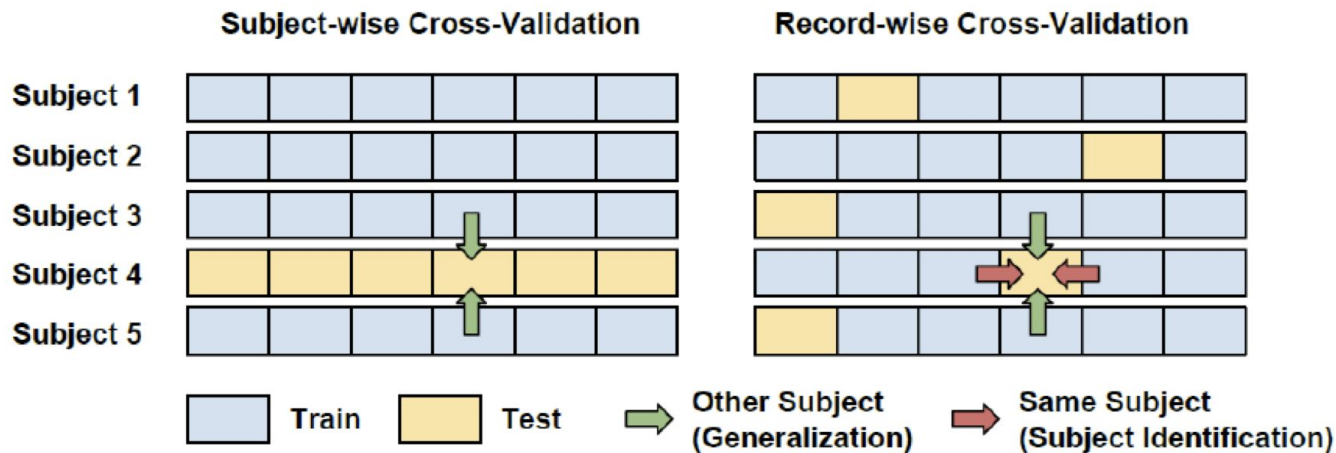 Subject-wise Cross-Validation
Record-wise Cross-Validation
Subject 1
Subject 2
Subject 3
Subject 4
Subject 5
Train
Test
Other Subject
(Generalization)
Same Subject
(Subject Identification)